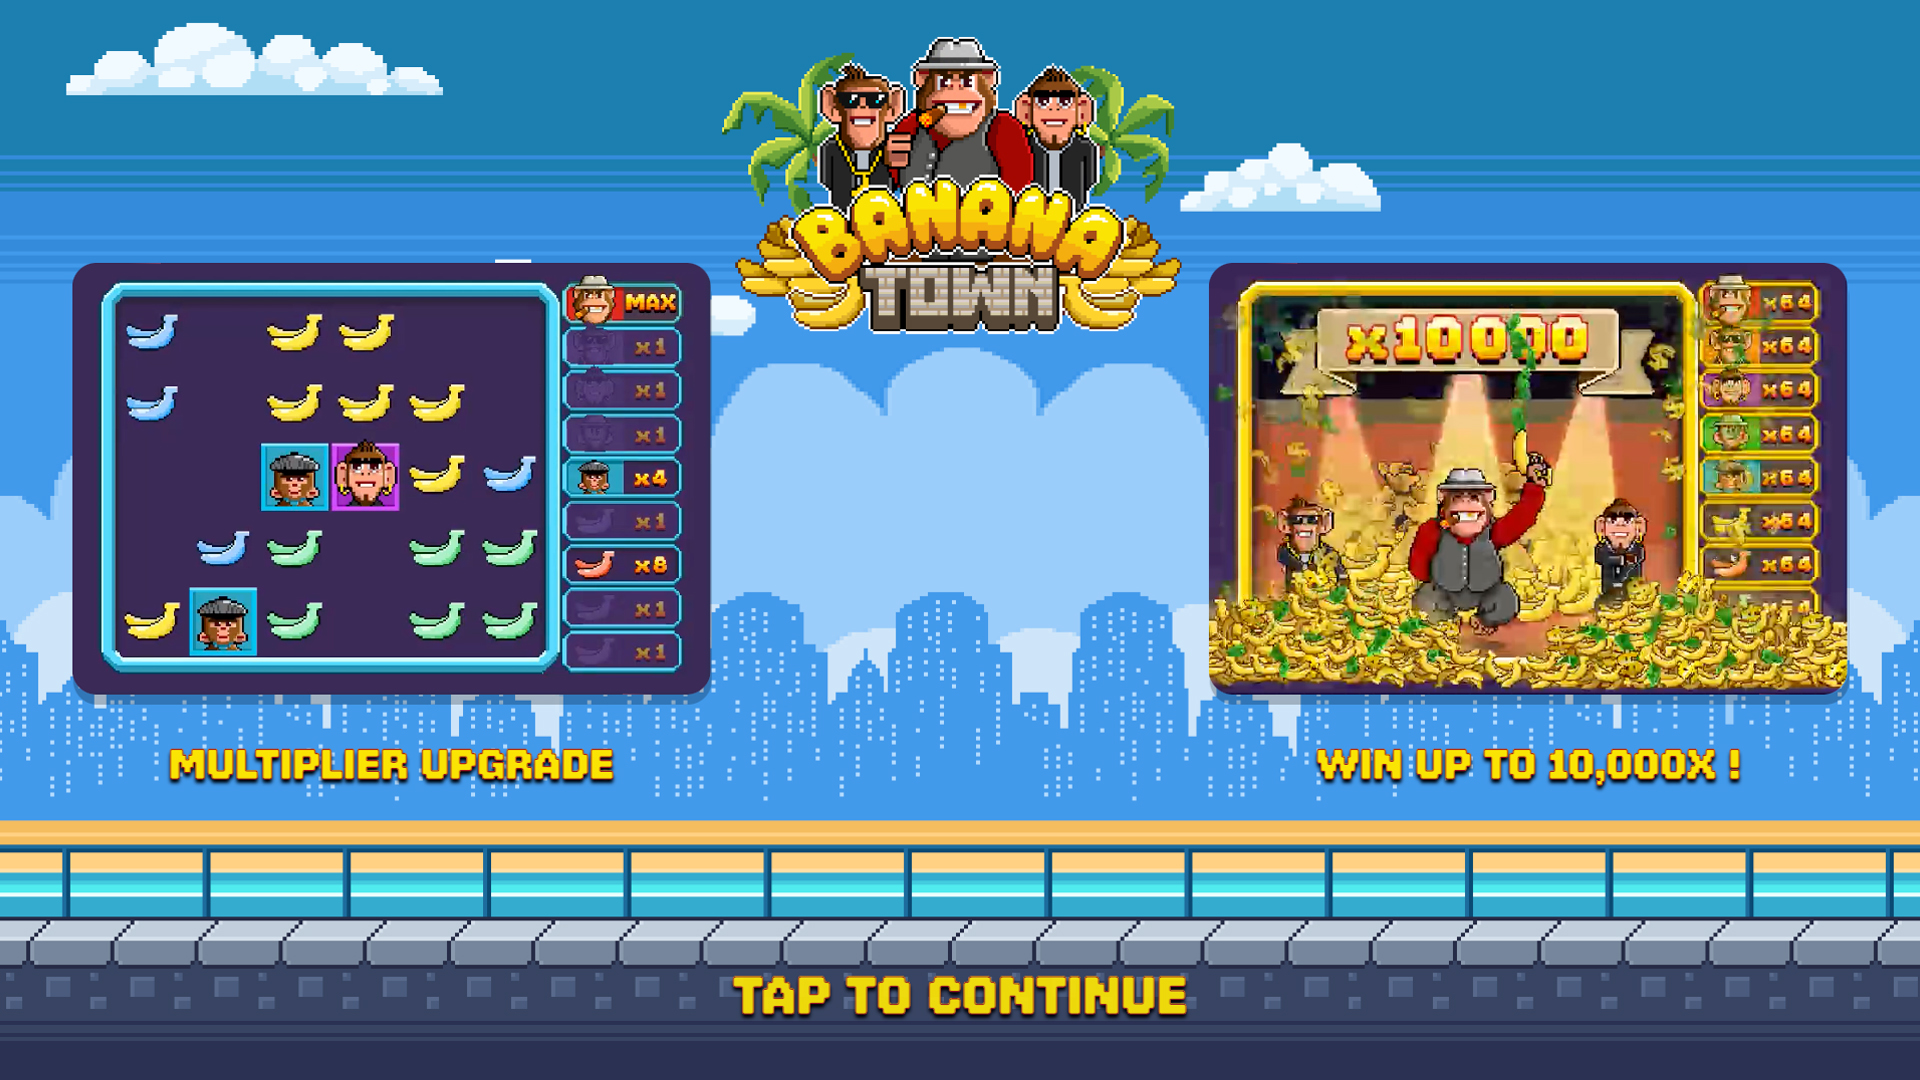 BANANA
TOWN
MAX
x1
x1
x1
x4
x1
x8
x1
x1
x10000
x64
x64
x64
x64
x64
x64
x64
x64
MULTIPLIER UPGRADE
WIN UP TO 10,000X !
TAP TO CONTINUE